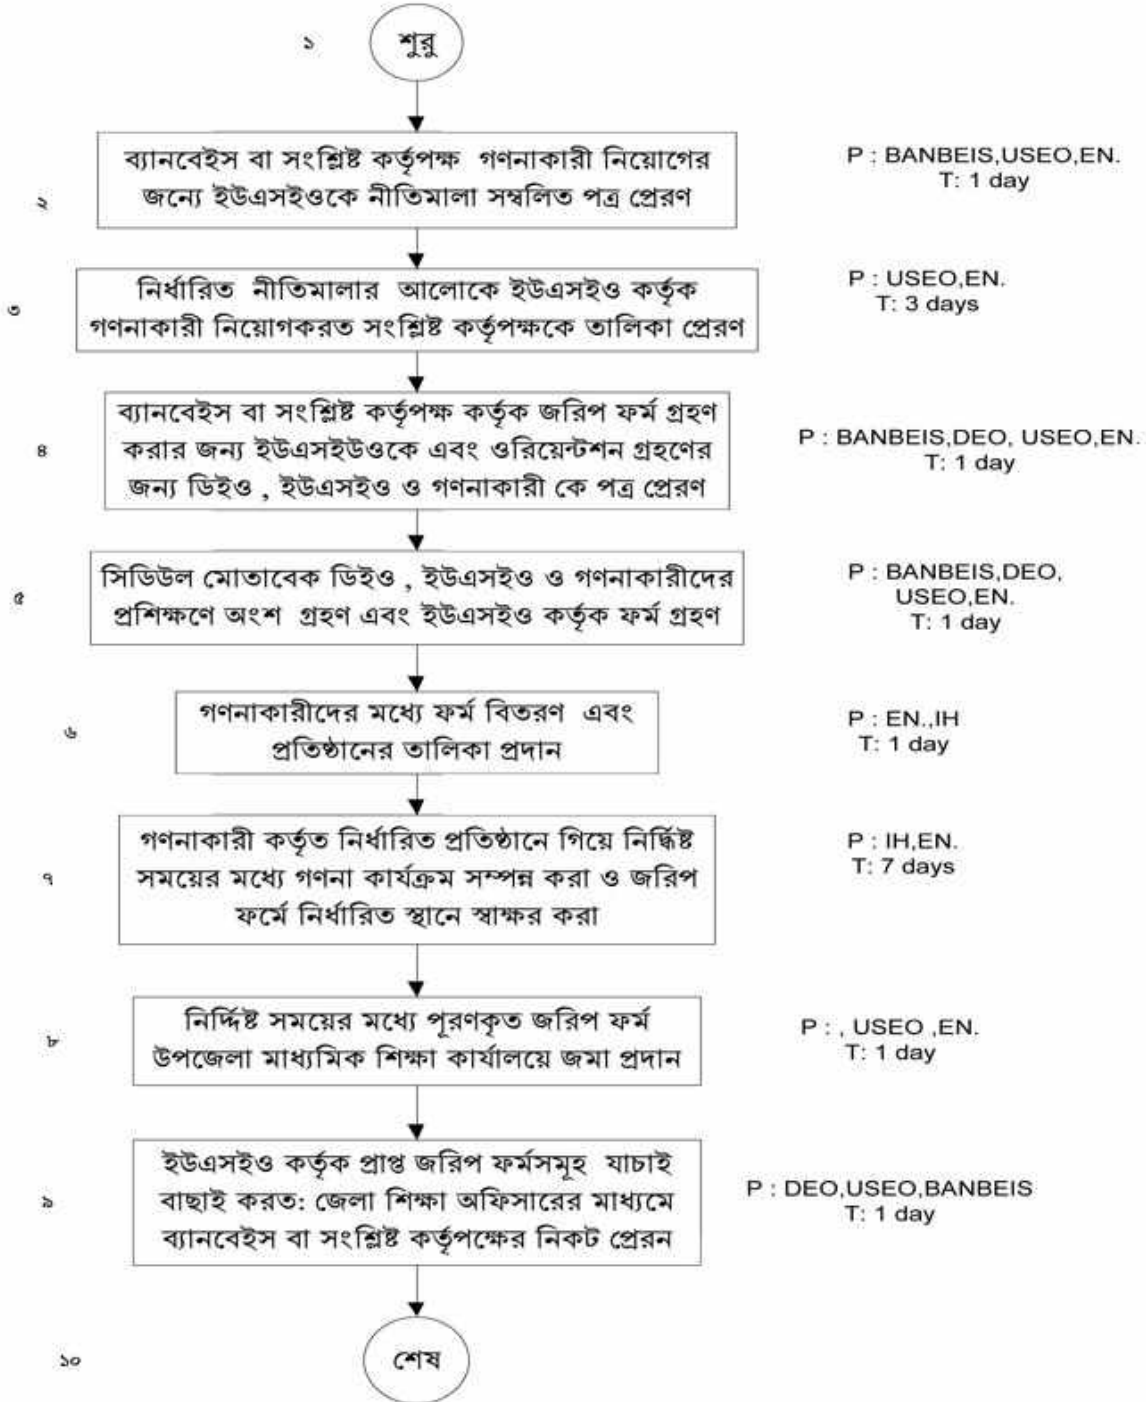 ১
শুরু
২
ব্যানবেইস বা সংশ্লিষ্ট কর্তৃপক্ষ গণনাকারী নিয়োগের
জন্যে ইউএসইওকে নীতিমালা সম্বলিত পত্র প্রেরণ
P : BANBEIS,USEO,EN.
T: 1 day
৩
নির্ধারিত নীতিমালার আলোকে ইউএসইও কর্তৃক
গণনাকারী নিয়োগকরত সংশ্লিষ্ট কর্তৃপক্ষকে তালিকা প্রেরণ
P : USEO,EN.
T: 3 days
৪
ব্যানবেইস বা সংশ্লিষ্ট কর্তৃপক্ষ কর্তৃক জরিপ ফর্ম গ্রহণ
করার জন্য ইউএসইউওকে এবং ওরিয়েন্টশন গ্রহণের
জন্য ডিইও , ইউএসইও ও গণনাকারী কে পত্র প্রেরণ
P : BANBEIS,DEO, USEO,EN.
T: 1 day
৫
সিডিউল মোতাবেক ডিইও , ইউএসইও ও গণনাকারীদের
প্রশিক্ষণে অংশ গ্রহণ এবং ইউএসইও কর্তৃক ফর্ম গ্রহণ
P : BANBEIS,DEO,
USEO,EN.
T: 1 day
৬
গণনাকারীদের মধ্যে ফর্ম বিতরণ এবং
প্রতিষ্ঠানের তালিকা প্রদান
P : EN.,IH
T: 1 day
৭
গণনাকারী কর্তৃত নির্ধারিত প্রতিষ্ঠানে গিয়ে নির্দ্ধিষ্ট
সময়ের মধ্যে গণনা কার্যক্রম সম্পন্ন করা ও জরিপ
ফর্মে নির্ধারিত স্থানে স্বাক্ষর করা
P : IH,EN.
T: 7 days
৮
নির্দ্দিষ্ট সময়ের মধ্যে পূরণকৃত জরিপ ফর্ম
উপজেলা মাধ্যমিক শিক্ষা কার্যালয়ে জমা প্রদান
P : , USEO ,EN.
T: 1 day
৯
ইউএসইও কর্তৃক প্রাপ্ত জরিপ ফর্মসমূহ যাচাই
বাছাই করত: জেলা শিক্ষা অফিসারের মাধ্যমে
ব্যানবেইস বা সংশ্লিষ্ট কর্তৃপক্ষের নিকট প্রেরন
P : DEO,USEO,BANBEIS
T: 1 day
১০
শেষ